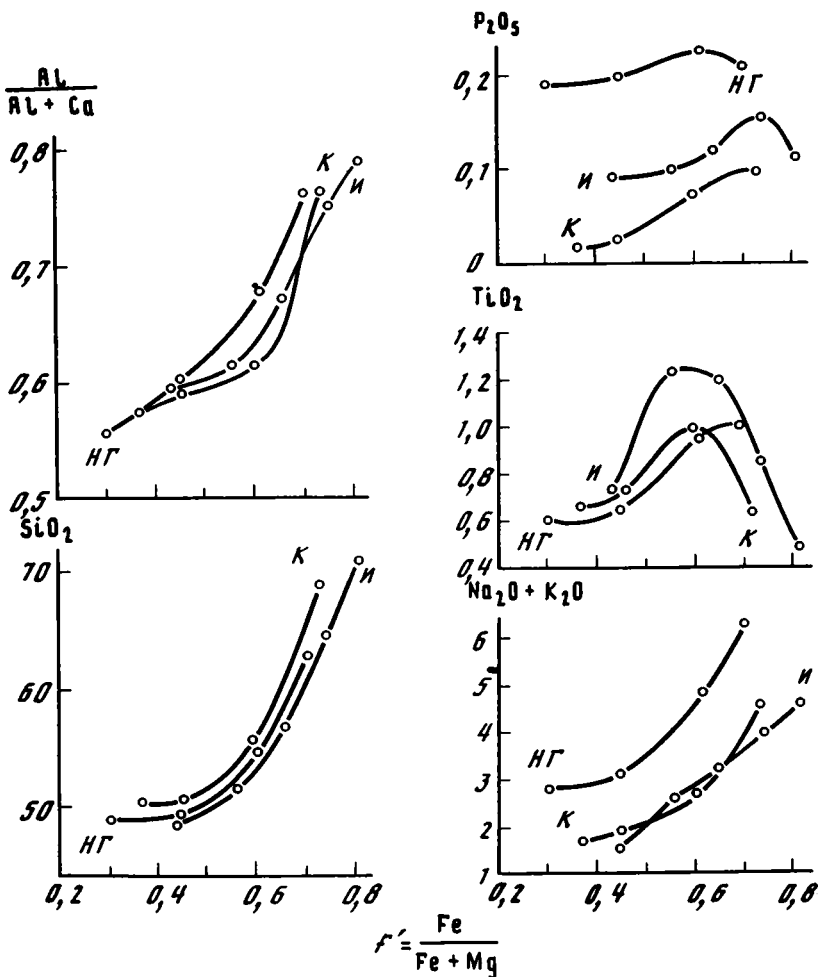 Al
Al + Ca
0,8
0,7
0,6
0,5
К
И
НГ
SiO₂
70
60
50
К
И
НГ
0,2 0,4 0,6 0,8
P₂O₅
0,2
0,1
0
НГ
И
К
TiO₂
1,4
1,2
1,0
0,8
0,6
0,4
И
НГ
К
Na₂O + K₂O
6
5
4
3
2
1
НГ
К
И
0,2 0,4 0,6 0,8
f′ = Fe
Fe + Mg